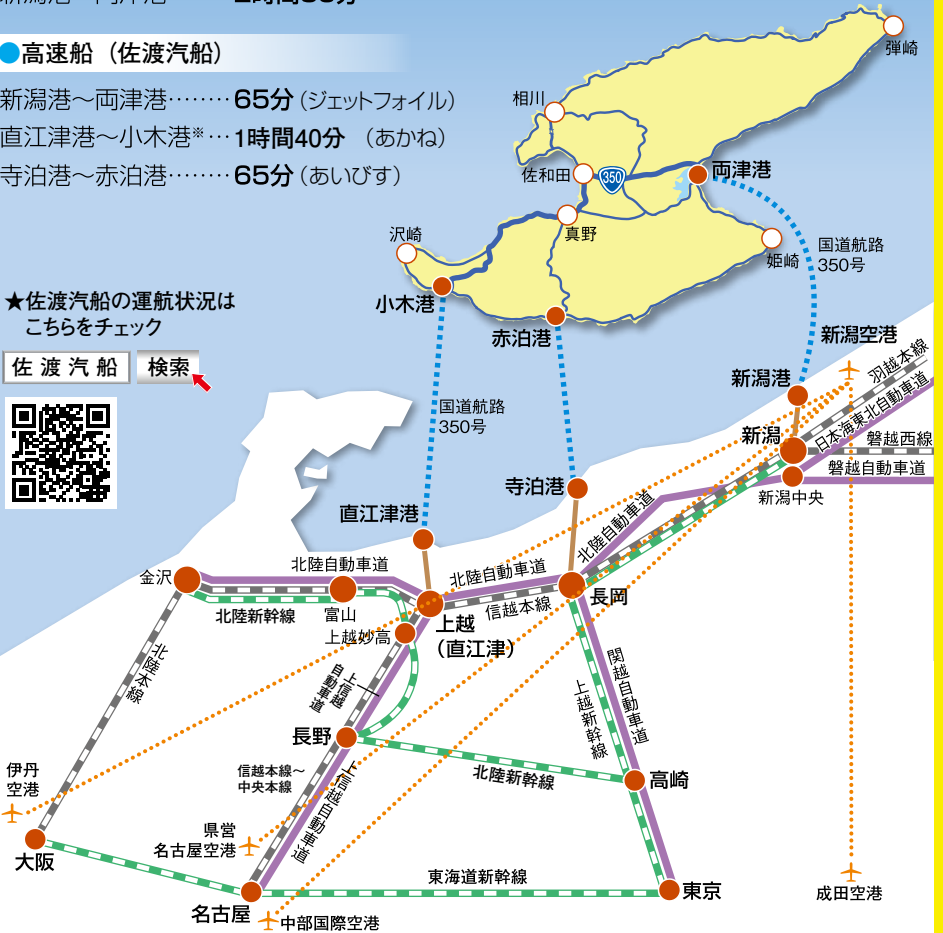 ●高速船（佐渡汽船）
新潟港～両津港‥‥‥‥65分（ジェットフォイル）
直江津港～小木港※‥‥1時間40分（あかね）
寺泊港～赤泊港‥‥‥‥65分（あいびす）
★佐渡汽船の運航状況は
こちらをチェック
佐渡汽船 検索
弾崎
相川
佐和田
350
両津港
真野
沢崎
姫崎
国道航路
350号
小木港
赤泊港
新潟空港
羽越本線
新潟港
日本海東北自動車道
国道航路
350号
新潟
磐越西線
磐越自動車道
新潟中央
寺泊港
直江津港
北陸自動車道
北陸自動車道
北陸自動車道
金沢
富山
北陸新幹線
信越本線
長岡
上越
（直江津）
上越妙高
北陸本線
上信越
自動車道
関越自動車道
上越新幹線
長野
北陸新幹線
高崎
信越本線～
中央本線
上信越自動車道
伊丹
空港
大阪
県営
名古屋空港
東海道新幹線
名古屋
中部国際空港
東京
成田空港